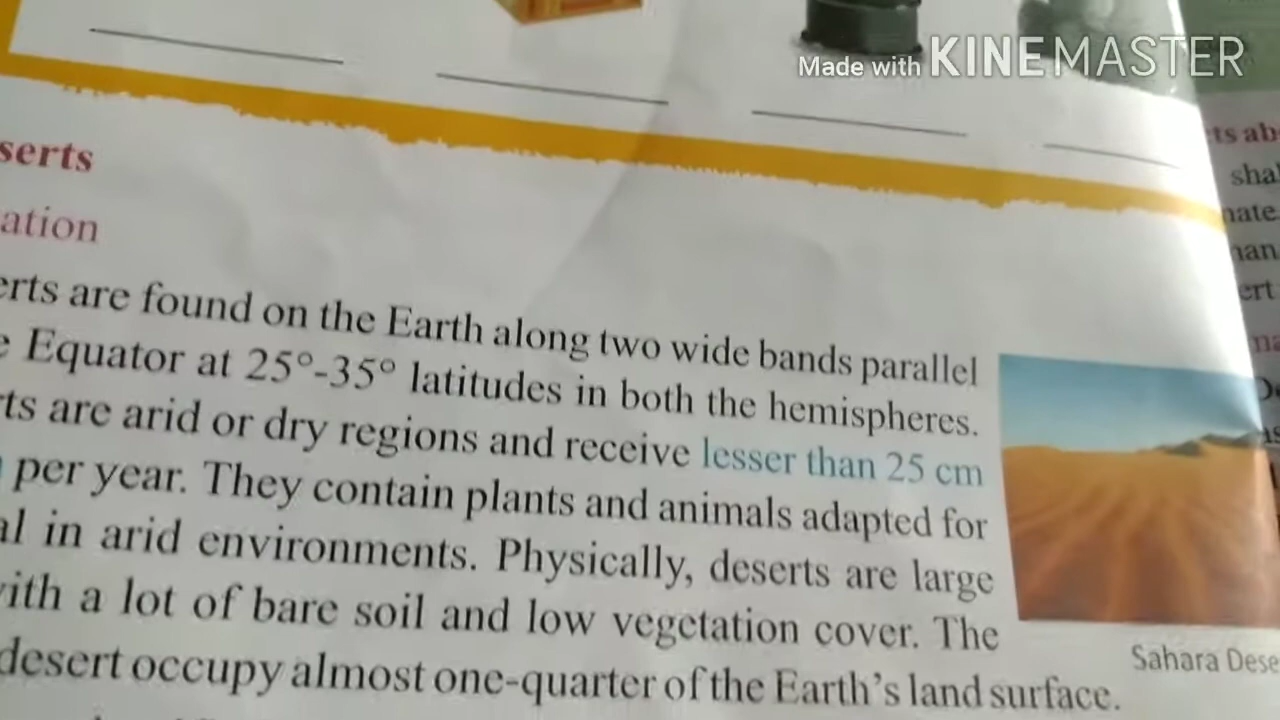 Made with KINEMASTER
serts
ation
erts are found on the Earth along two wide bands parallel
e Equator at 25°-35° latitudes in both the hemispheres.
rts are arid or dry regions and receive lesser than 25 cm
per year. They contain plants and animals adapted for
al in arid environments. Physically, deserts are large
with a lot of bare soil and low vegetation cover. The
desert occupy almost one-quarter of the Earth's land surface.
Sahara Dese
ts ab
sha
nate
han
ert